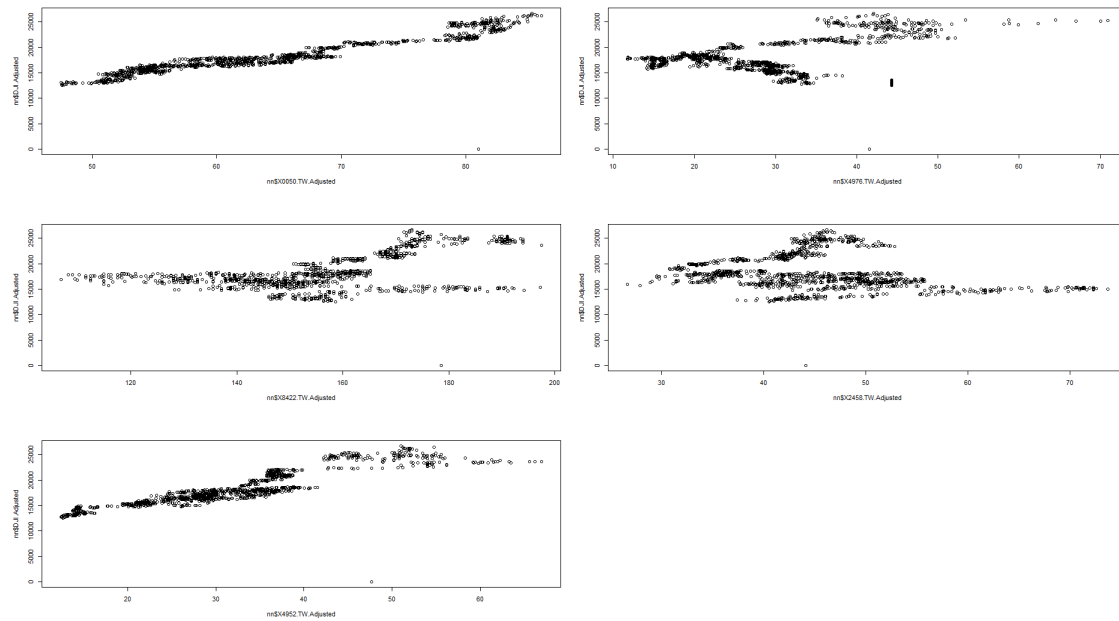 nn$DJI.Adjusted
0 5000 10000 15000 20000 25000
50 60 70 80
nn$X0050.TW.Adjusted
nn$DJI.Adjusted
0 5000 10000 15000 20000 25000
10 20 30 40 50 60 70
nn$X4976.TW.Adjusted
nn$DJI.Adjusted
0 5000 10000 15000 20000 25000
120 140 160 180 200
nn$X8422.TW.Adjusted
nn$DJI.Adjusted
0 5000 10000 15000 20000 25000
30 40 50 60 70
nn$X2458.TW.Adjusted
nn$DJI.Adjusted
0 5000 10000 15000 20000 25000
20 30 40 50 60
nn$X4952.TW.Adjusted